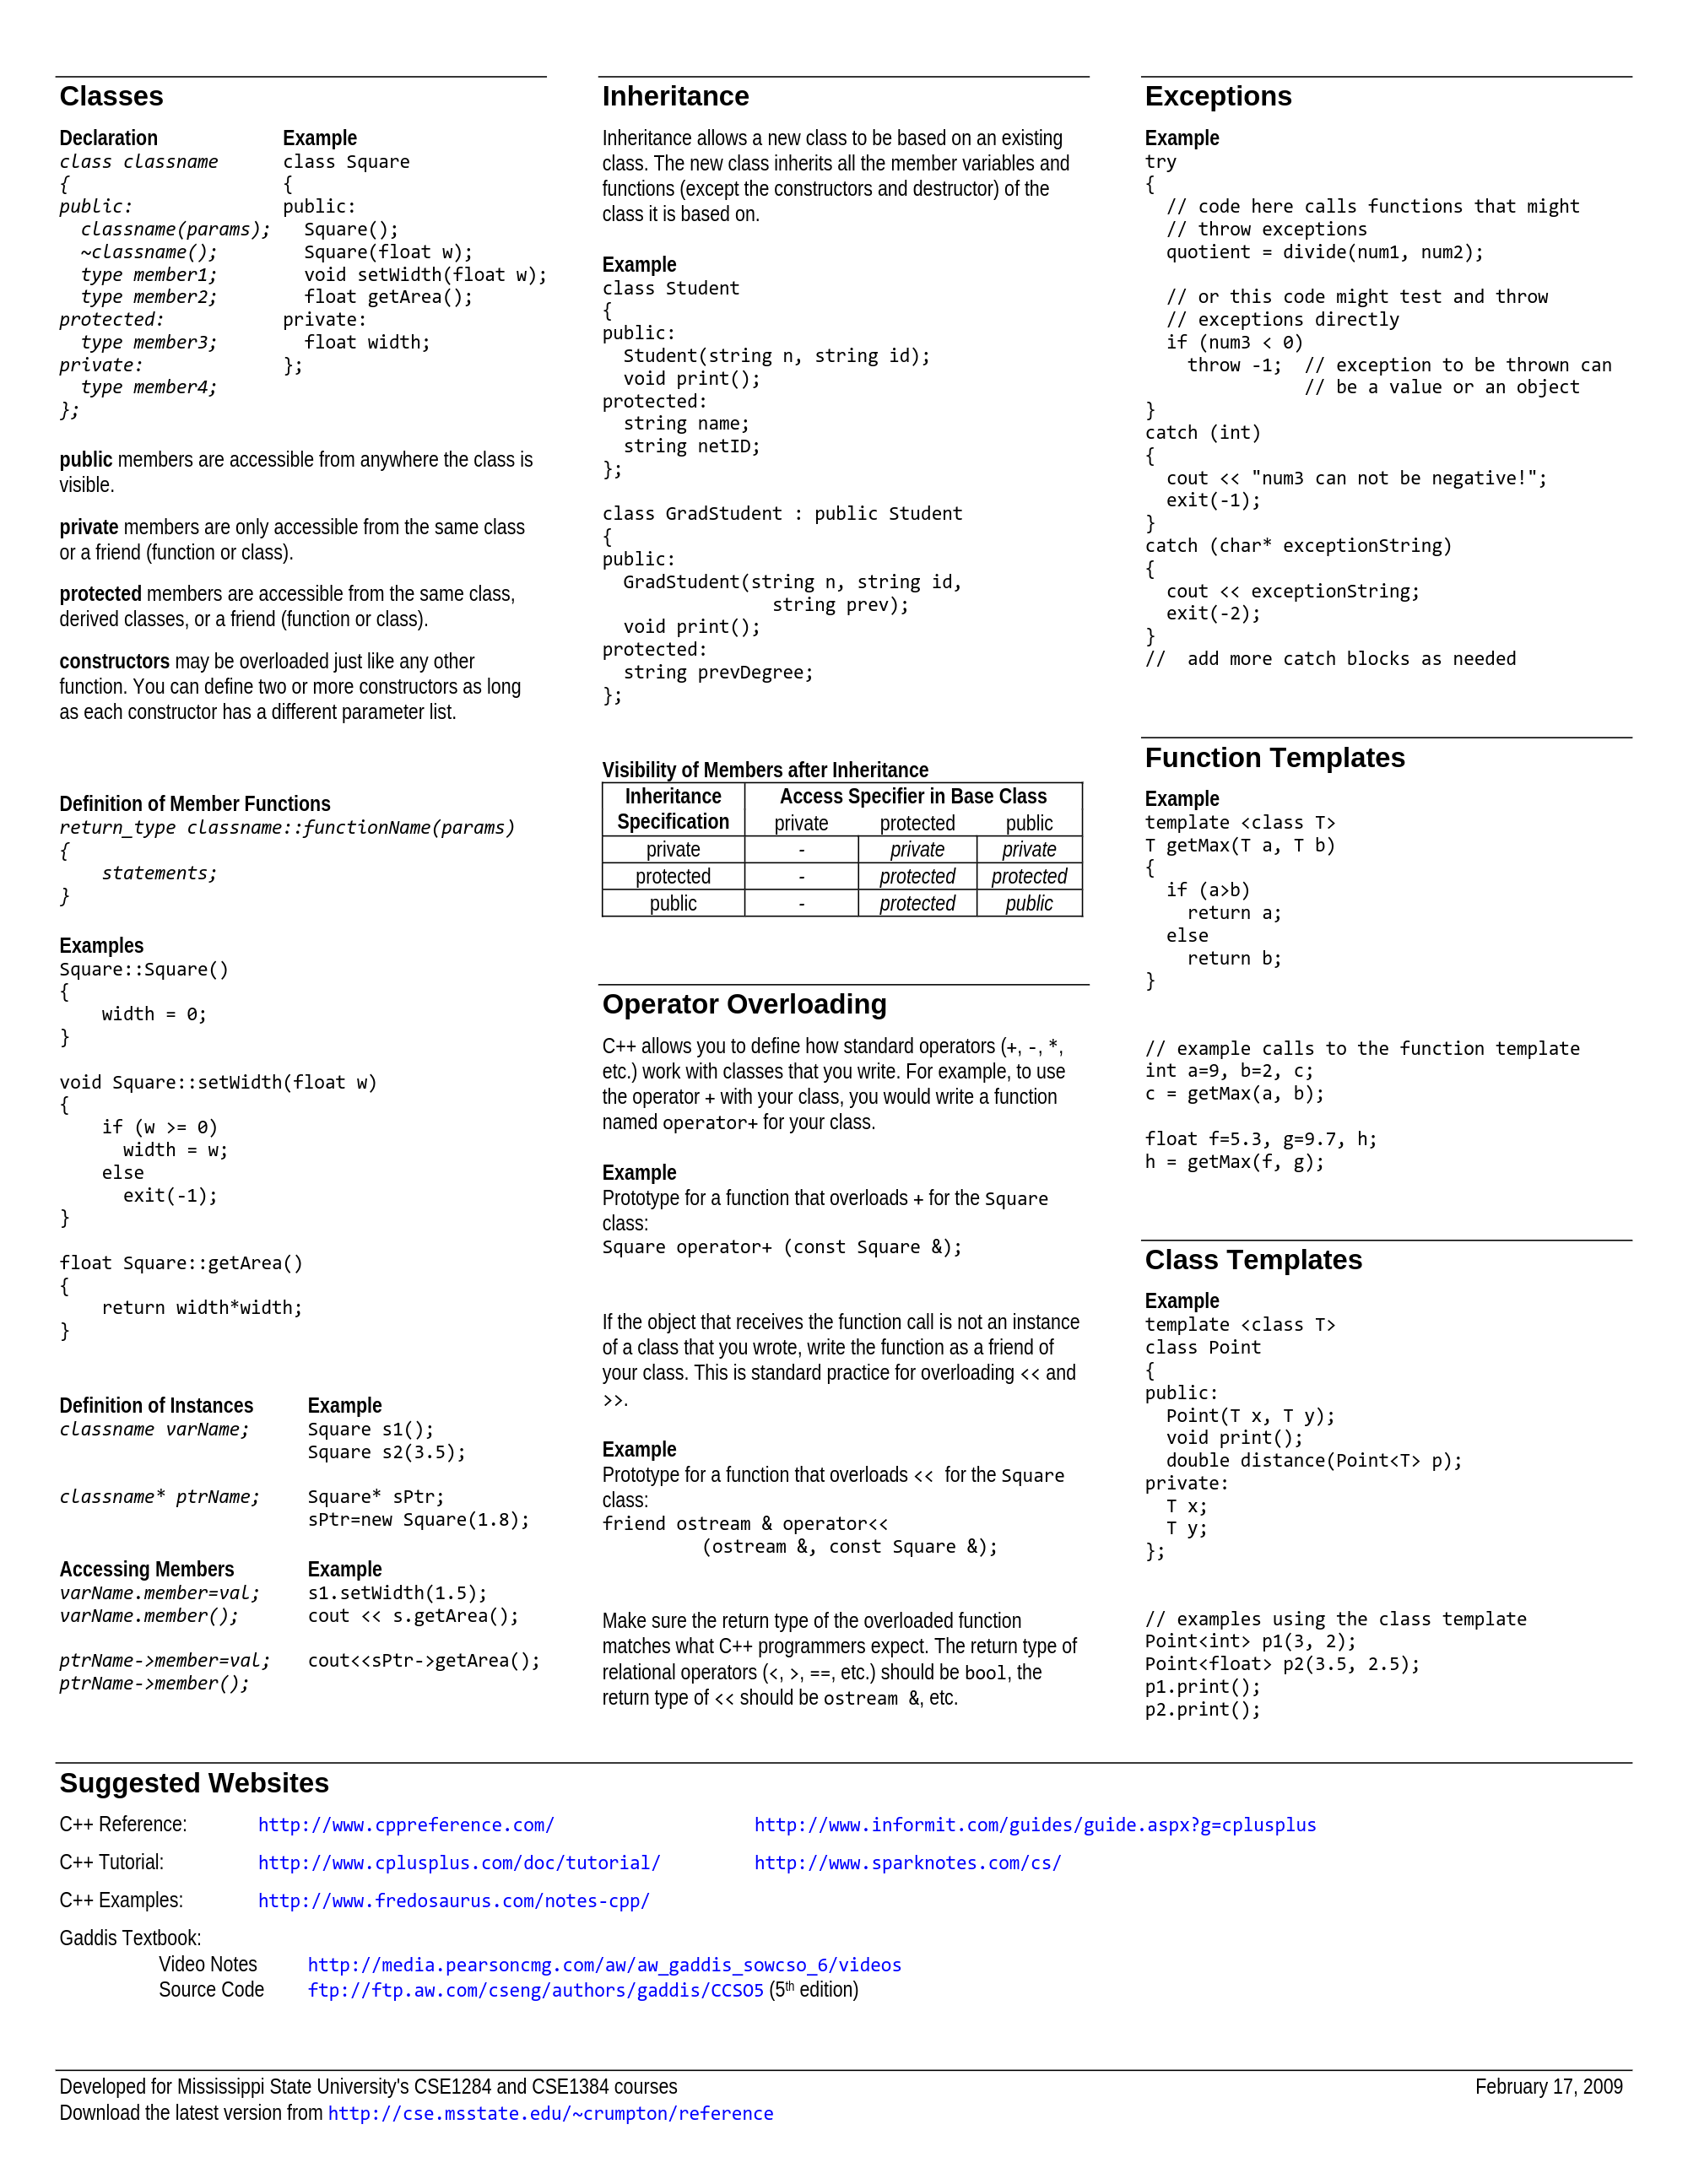 Classes
Declaration
class classname
{
public:
  classname(params);
  ~classname();
  type member1;
  type member2;
protected:
  type member3;
private:
  type member4;
};
Example
class Square
{
public:
  Square();
  Square(float w);
  void setWidth(float w);
  float getArea();
private:
  float width;
};
public members are accessible from anywhere the class is
visible.
private members are only accessible from the same class
or a friend (function or class).
protected members are accessible from the same class,
derived classes, or a friend (function or class).
constructors may be overloaded just like any other
function. You can define two or more constructors as long
as each constructor has a different parameter list.
Definition of Member Functions
return_type classname::functionName(params)
{
    statements;
}
Examples
Square::Square()
{
    width = 0;
}
void Square::setWidth(float w)
{
    if (w >= 0)
      width = w;
    else
      exit(-1);
}
float Square::getArea()
{
    return width*width;
}
Definition of Instances Example
classname varName; Square s1();
Square s2(3.5);
classname* ptrName; Square* sPtr;
sPtr=new Square(1.8);
Accessing Members Example
varName.member=val; s1.setWidth(1.5);
varName.member(); cout << s.getArea();
ptrName->member=val; cout<<sPtr->getArea();
ptrName->member();
Inheritance
Inheritance allows a new class to be based on an existing
class. The new class inherits all the member variables and
functions (except the constructors and destructor) of the
class it is based on.
Example
class Student
{
public:
  Student(string n, string id);
  void print();
protected:
  string name;
  string netID;
};
class GradStudent : public Student
{
public:
  GradStudent(string n, string id,
                string prev);
  void print();
protected:
  string prevDegree;
};
Visibility of Members after Inheritance
Inheritance Access Specifier in Base Class
Specification private protected public
private - private private
protected - protected protected
public - protected public
Operator Overloading
C++ allows you to define how standard operators (+, -, *,
etc.) work with classes that you write. For example, to use
the operator + with your class, you would write a function
named operator+ for your class.
Example
Prototype for a function that overloads + for the Square
class:
Square operator+ (const Square &);
If the object that receives the function call is not an instance
of a class that you wrote, write the function as a friend of
your class. This is standard practice for overloading << and
>>.
Example
Prototype for a function that overloads << for the Square
class:
friend ostream & operator<<
          (ostream &, const Square &);
Make sure the return type of the overloaded function
matches what C++ programmers expect. The return type of
relational operators (<, >, ==, etc.) should be bool, the
return type of << should be ostream &, etc.
Exceptions
Example
try
{
  // code here calls functions that might
  // throw exceptions
  quotient = divide(num1, num2);
  // or this code might test and throw
  // exceptions directly
  if (num3 < 0)
    throw -1;  // exception to be thrown can
               // be a value or an object
}
catch (int)
{
  cout << "num3 can not be negative!";
  exit(-1);
}
catch (char* exceptionString)
{
  cout << exceptionString;
  exit(-2);
}
//  add more catch blocks as needed
Function Templates
Example
template <class T>
T getMax(T a, T b)
{
  if (a>b)
    return a;
  else
    return b;
}
// example calls to the function template
int a=9, b=2, c;
c = getMax(a, b);
float f=5.3, g=9.7, h;
h = getMax(f, g);
Class Templates
Example
template <class T>
class Point
{
public:
  Point(T x, T y);
  void print();
  double distance(Point<T> p);
private:
  T x;
  T y;
};
// examples using the class template
Point<int> p1(3, 2);
Point<float> p2(3.5, 2.5);
p1.print();
p2.print();
Suggested Websites
C++ Reference: http://www.cppreference.com/ http://www.informit.com/guides/guide.aspx?g=cplusplus
C++ Tutorial: http://www.cplusplus.com/doc/tutorial/ http://www.sparknotes.com/cs/
C++ Examples: http://www.fredosaurus.com/notes-cpp/
Gaddis Textbook:
Video Notes http://media.pearsoncmg.com/aw/aw_gaddis_sowcso_6/videos
Source Code ftp://ftp.aw.com/cseng/authors/gaddis/CCSO5 (5th edition)
Developed for Mississippi State University's CSE1284 and CSE1384 courses February 17, 2009
Download the latest version from http://cse.msstate.edu/~crumpton/reference